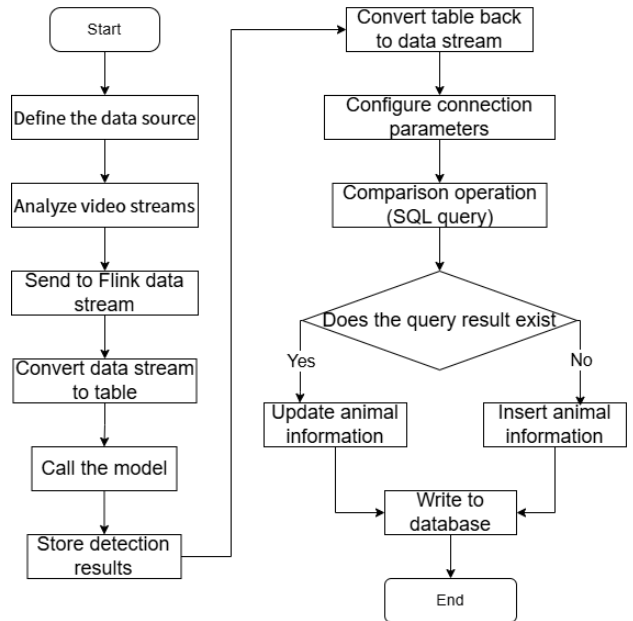 Start
Define the data source
Analyze video streams
Send to Flink data
stream
Convert data stream
to table
Call the model
Store detection
results
Convert table back
to data stream
Configure connection
parameters
Comparison operation
(SQL query)
Does the query result exist
Yes
No
Update animal
information
Insert animal
information
Write to
database
End